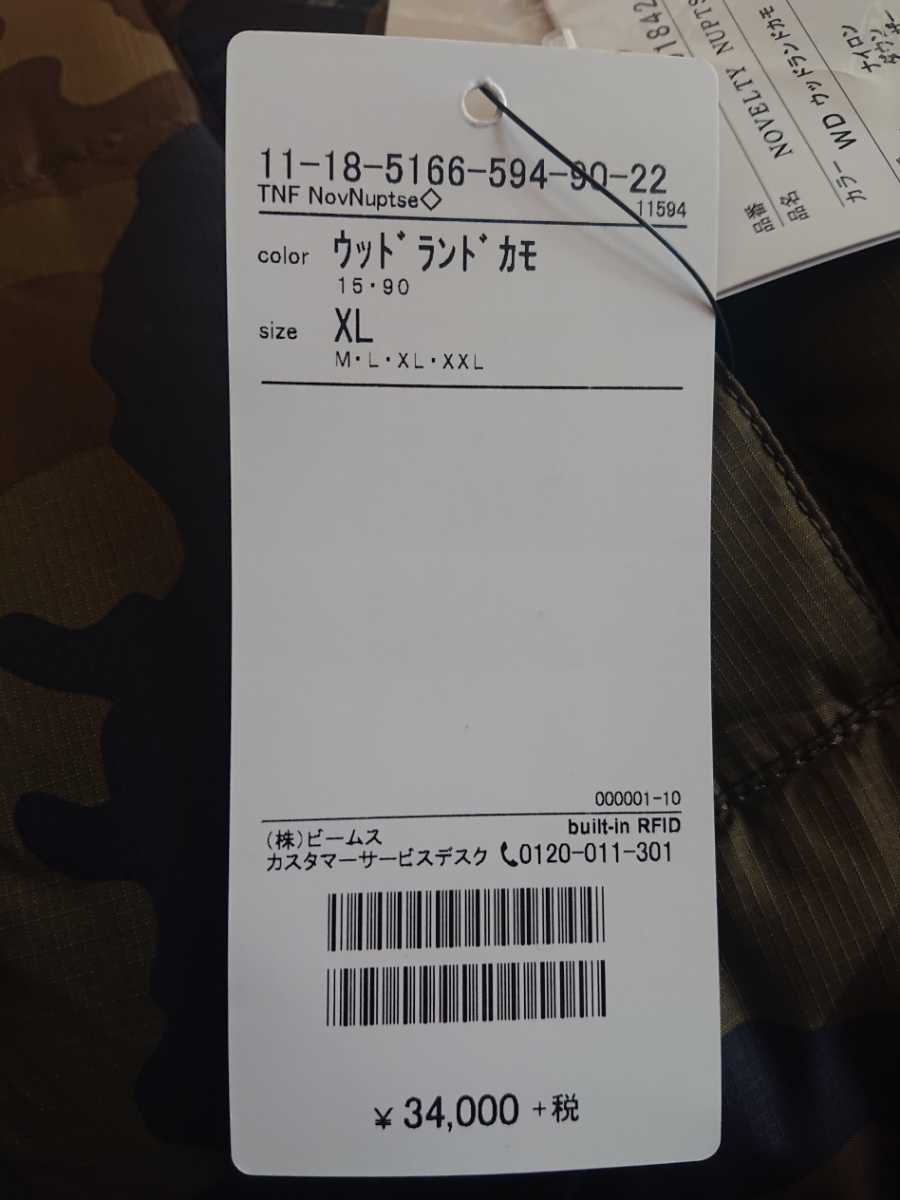 11-18-5166-594-90-22
TNF NovNuptse◇
11594
color ウッドランドカモ
15・90
size XL
M・L・XL・XXL
000001-10
built-in RFID
(株)ビームス
カスタマーサービスデスク 0120-011-301
¥ 34,000 +税
品番
1842
品名 NOVELTY NUPTS
カラー WD ウッドランドカモ
ナイロン